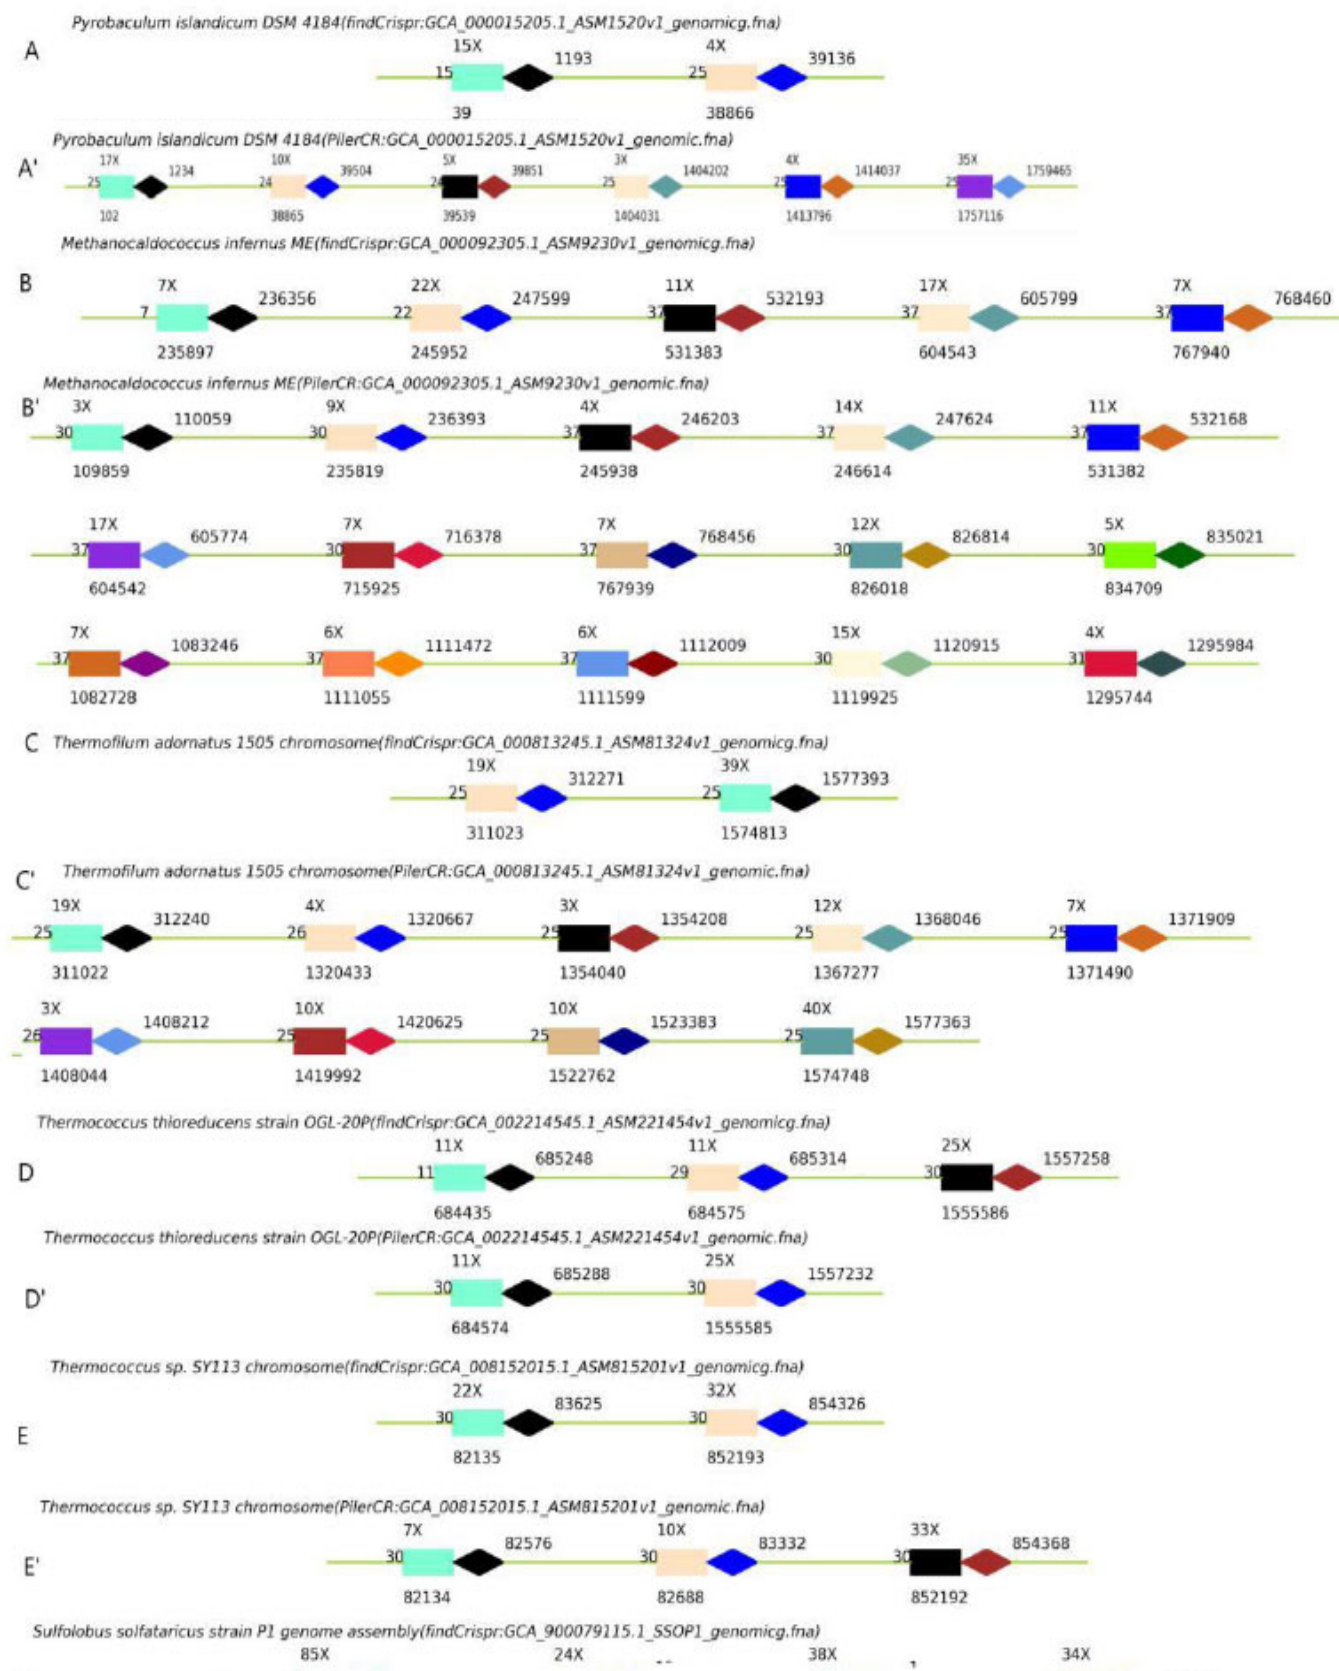 Pyrobaculum islandicum DSM 4184(findCrispr:GCA_000015205.1_ASM1520v1_genomicg.fna)
A
15X 1193 4X 39136
15 25
39 38866
Pyrobaculum islandicum DSM 4184(PilerCR:GCA_000015205.1_ASM1520v1_genomic.fna)
A'
17X 1234 10X 39504 5X 39851 3X 1404202 4X 1414037 35X 1759465
25 24 24 25 25 25
102 38865 39539 1404031 1413796 1757116
Methanocaldococcus infernus ME(findCrispr:GCA_000092305.1_ASM9230v1_genomicg.fna)
B
7X 236356 22X 247599 11X 532193 17X 605799 7X 768460
7 22 37 37 37
235897 245952 531383 604543 767940
Methanocaldococcus infernus ME(PilerCR:GCA_000092305.1_ASM9230v1_genomic.fna)
B'
3X 110059 9X 236393 4X 246203 14X 247624 11X 532168
30 30 37 37 37
109859 235819 245938 246614 531382
17X 605774 7X 716378 7X 768456 12X 826814 5X 835021
37 30 37 30 30
604542 715925 767939 826018 834709
7X 1083246 6X 1111472 6X 1112009 15X 1120915 4X 1295984
37 37 37 30 31
1082728 1111055 1111599 1119925 1295744
C Thermofilum adornatus 1505 chromosome(findCrispr:GCA_000813245.1_ASM81324v1_genomicg.fna)
19X 312271 39X 1577393
25 25
311023 1574813
C' Thermofilum adornatus 1505 chromosome(PilerCR:GCA_000813245.1_ASM81324v1_genomic.fna)
19X 312240 4X 1320667 3X 1354208 12X 1368046 7X 1371909
25 26 25 25 25
311022 1320433 1354040 1367277 1371490
3X 1408212 10X 1420625 10X 1523383 40X 1577363
26 25 25 25
1408044 1419992 1522762 1574748
Thermococcus thioreducens strain OGL-20P(findCrispr:GCA_002214545.1_ASM221454v1_genomicg.fna)
D
11X 685248 11X 685314 25X 1557258
11 29 30
684435 684575 1555586
Thermococcus thioreducens strain OGL-20P(PilerCR:GCA_002214545.1_ASM221454v1_genomic.fna)
D'
11X 685288 25X 1557232
30 30
684574 1555585
Thermococcus sp. SY113 chromosome(findCrispr:GCA_008152015.1_ASM815201v1_genomicg.fna)
E
22X 83625 32X 854326
30 30
82135 852193
Thermococcus sp. SY113 chromosome(PilerCR:GCA_008152015.1_ASM815201v1_genomic.fna)
E'
7X 82576 10X 83332 33X 854368
30 30 30
82134 82688 852192
Sulfolobus solfataricus strain P1 genome assembly(findCrispr:GCA_900079115.1_SSOP1_genomicg.fna)
85X 24X 38X 34X